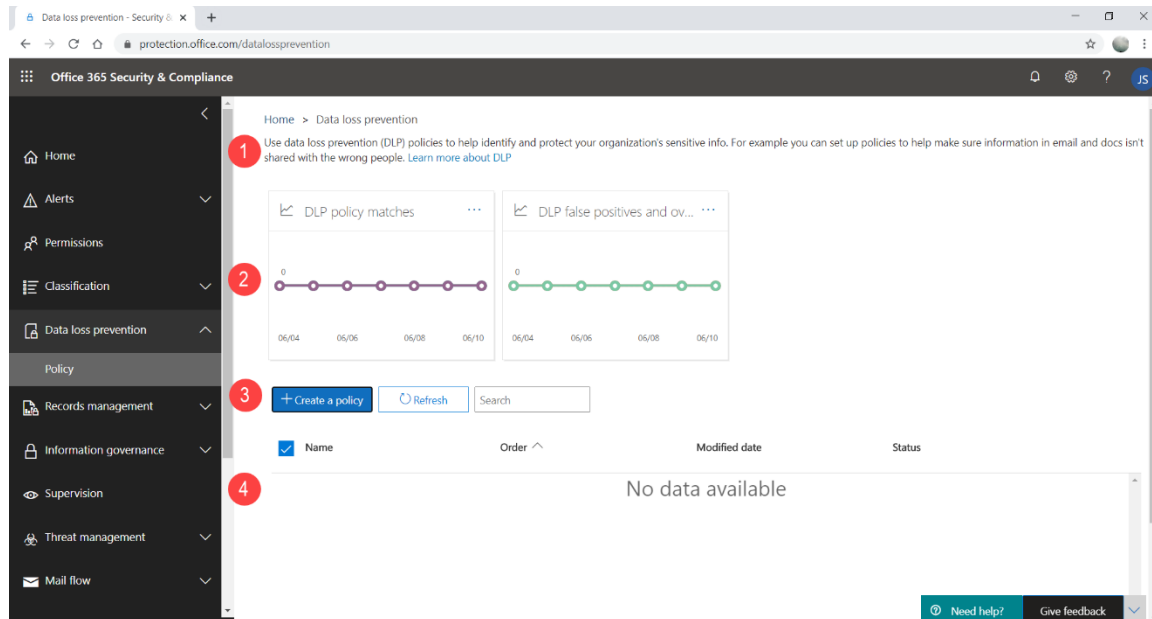 Data loss prevention - Security &
protection.office.com/datalossprevention
Office 365 Security & Compliance
JS
Home
Alerts
Permissions
Classification
Data loss prevention
Policy
Records management
Information governance
Supervision
Threat management
Mail flow
Home > Data loss prevention
1
Use data loss prevention (DLP) policies to help identify and protect your organization's sensitive info. For example you can set up policies to help make sure information in email and docs isn't
shared with the wrong people. Learn more about DLP
DLP policy matches ...
DLP false positives and ov... ...
2
0
06/04 06/06 06/08 06/10
0
06/04 06/06 06/08 06/10
3
+ Create a policy
Refresh
Search
Name Order Modified date Status
4
No data available
? Need help?
Give feedback